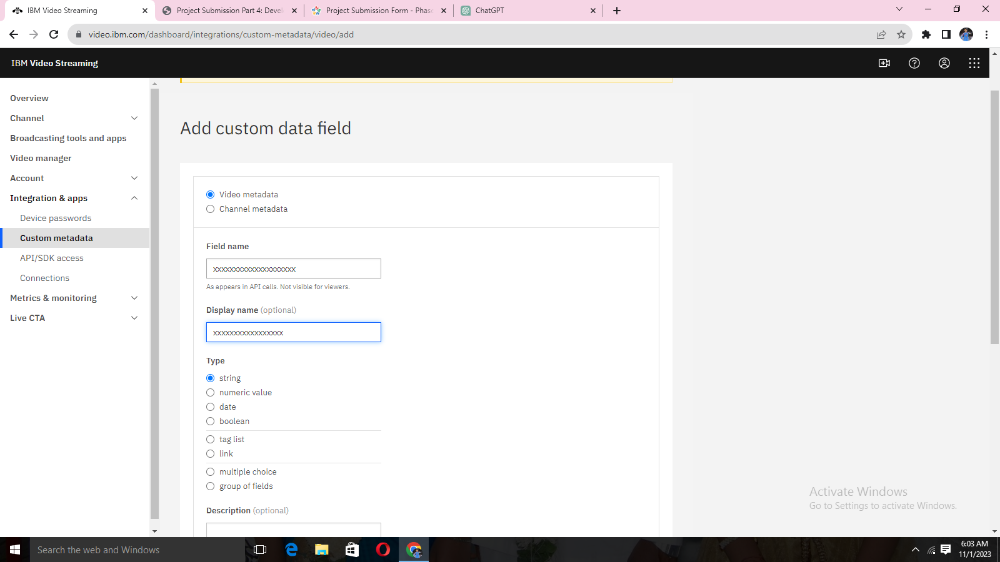 IBM Video Streaming
Project Submission Part 4: Devel
Project Submission Form - Phase
ChatGPT
video.ibm.com/dashboard/integrations/custom-metadata/video/add
IBM Video Streaming
Overview
Channel
Broadcasting tools and apps
Video manager
Account
Integration & apps
Device passwords
Custom metadata
API/SDK access
Connections
Metrics & monitoring
Live CTA
Add custom data field
Video metadata
Channel metadata
Field name
xxxxxxxxxxxxxxxxxxxx
As appears in API calls. Not visible for viewers.
Display name (optional)
xxxxxxxxxxxxxxxxx
Type
string
numeric value
date
boolean
tag list
link
multiple choice
group of fields
Description (optional)
Activate Windows
Go to Settings to activate Windows.
Search the web and Windows
6:03 AM
11/1/2023